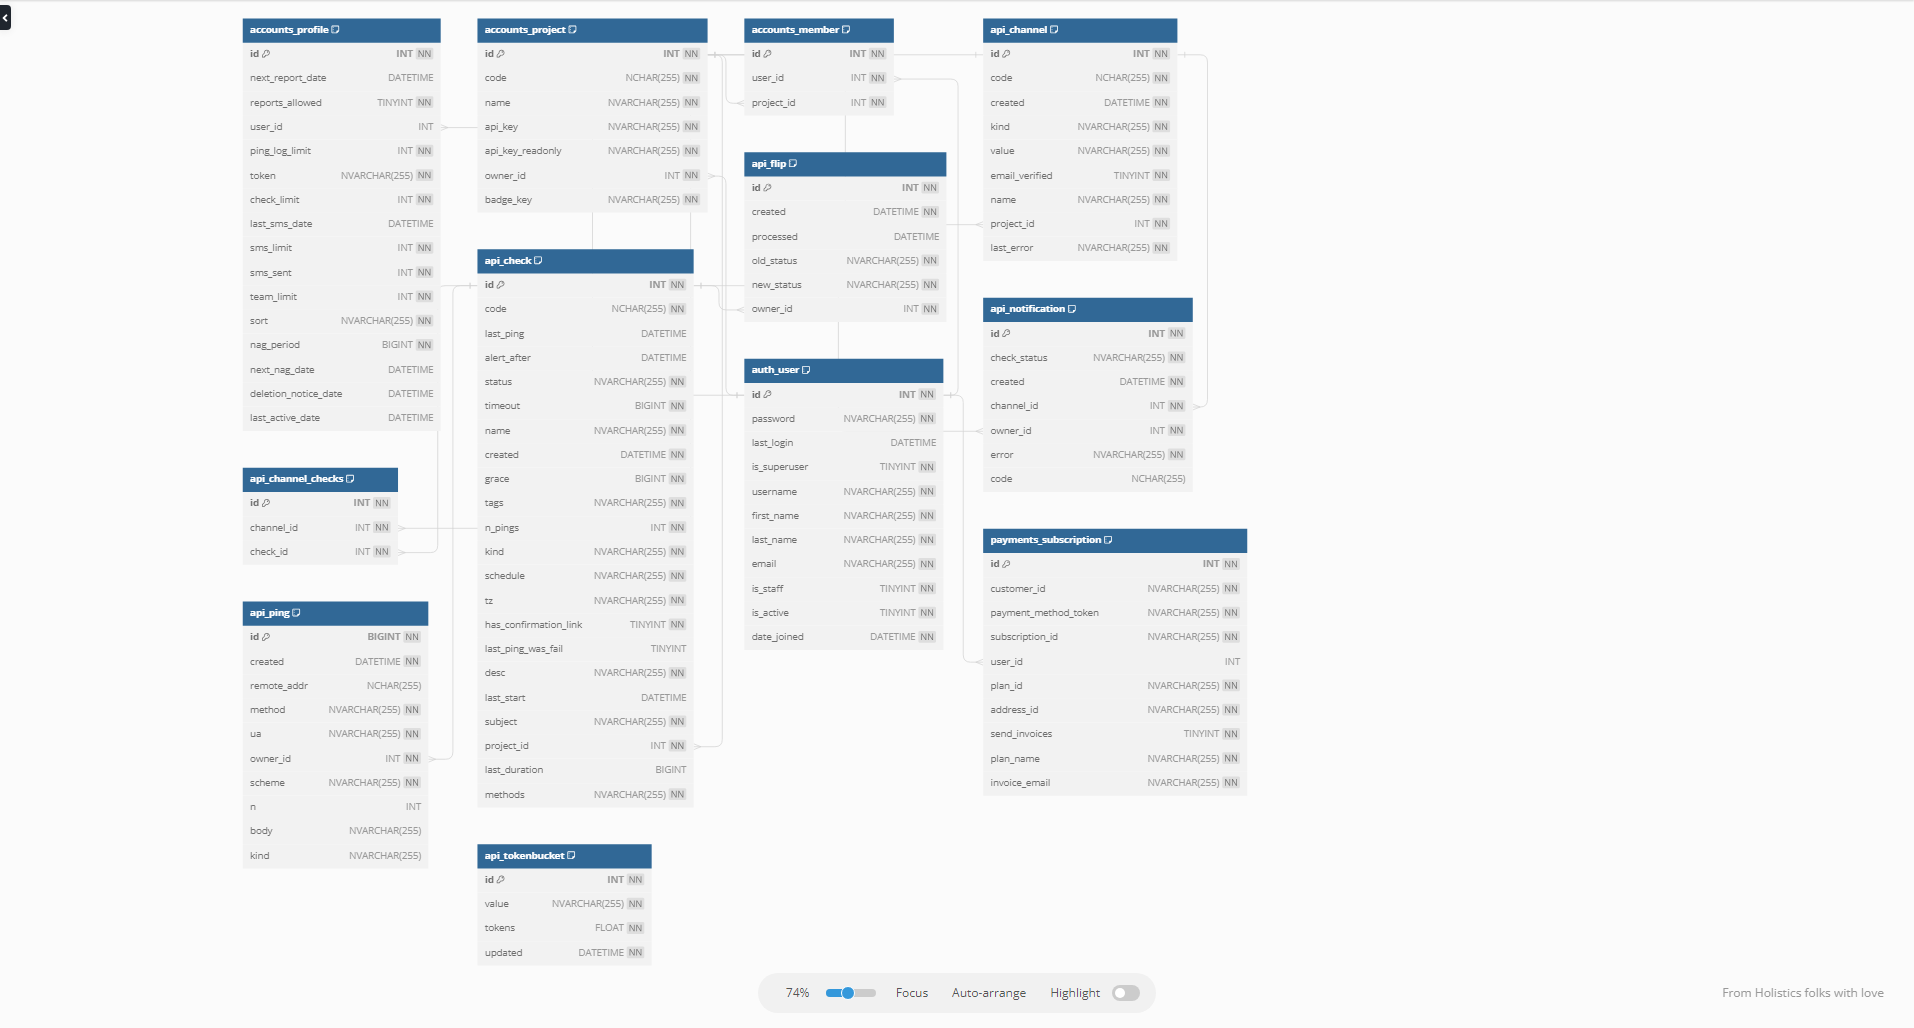 accounts_profile
id INT NN
next_report_date DATETIME
reports_allowed TINYINT NN
user_id INT
ping_log_limit INT NN
token NVARCHAR(255) NN
check_limit INT NN
last_sms_date DATETIME
sms_limit INT NN
sms_sent INT NN
team_limit INT NN
sort NVARCHAR(255) NN
nag_period BIGINT NN
next_nag_date DATETIME
deletion_notice_date DATETIME
last_active_date DATETIME
api_channel_checks
id INT NN
channel_id INT NN
check_id INT NN
api_ping
id BIGINT NN
created DATETIME NN
remote_addr NCHAR(255)
method NVARCHAR(255) NN
ua NVARCHAR(255) NN
owner_id INT NN
scheme NVARCHAR(255) NN
n INT
body NVARCHAR(255)
kind NVARCHAR(255)
accounts_project
id INT NN
code NCHAR(255) NN
name NVARCHAR(255) NN
api_key NVARCHAR(255) NN
api_key_readonly NVARCHAR(255) NN
owner_id INT NN
badge_key NVARCHAR(255) NN
api_check
id INT NN
code NCHAR(255) NN
last_ping DATETIME
alert_after DATETIME
status NVARCHAR(255) NN
timeout BIGINT NN
name NVARCHAR(255) NN
created DATETIME NN
grace BIGINT NN
tags NVARCHAR(255) NN
n_pings INT NN
kind NVARCHAR(255) NN
schedule NVARCHAR(255) NN
tz NVARCHAR(255) NN
has_confirmation_link TINYINT NN
last_ping_was_fail TINYINT
desc NVARCHAR(255) NN
last_start DATETIME
subject NVARCHAR(255) NN
project_id INT NN
last_duration BIGINT
methods NVARCHAR(255) NN
api_tokenbucket
id INT NN
value NVARCHAR(255) NN
tokens FLOAT NN
updated DATETIME NN
accounts_member
id INT NN
user_id INT NN
project_id INT NN
api_flip
id INT NN
created DATETIME NN
processed DATETIME
old_status NVARCHAR(255) NN
new_status NVARCHAR(255) NN
owner_id INT NN
auth_user
id INT NN
password NVARCHAR(255) NN
last_login DATETIME
is_superuser TINYINT NN
username NVARCHAR(255) NN
first_name NVARCHAR(255) NN
last_name NVARCHAR(255) NN
email NVARCHAR(255) NN
is_staff TINYINT NN
is_active TINYINT NN
date_joined DATETIME NN
api_channel
id INT NN
code NCHAR(255) NN
created DATETIME NN
kind NVARCHAR(255) NN
value NVARCHAR(255) NN
email_verified TINYINT NN
name NVARCHAR(255) NN
project_id INT NN
last_error NVARCHAR(255) NN
api_notification
id INT NN
check_status NVARCHAR(255) NN
created DATETIME NN
channel_id INT NN
owner_id INT NN
error NVARCHAR(255) NN
code NCHAR(255)
payments_subscription
id INT NN
customer_id NVARCHAR(255) NN
payment_method_token NVARCHAR(255) NN
subscription_id NVARCHAR(255) NN
user_id INT
plan_id NVARCHAR(255) NN
address_id NVARCHAR(255) NN
send_invoices TINYINT NN
plan_name NVARCHAR(255) NN
invoice_email NVARCHAR(255) NN
74% Focus Auto-arrange Highlight
From Holistics folks with love